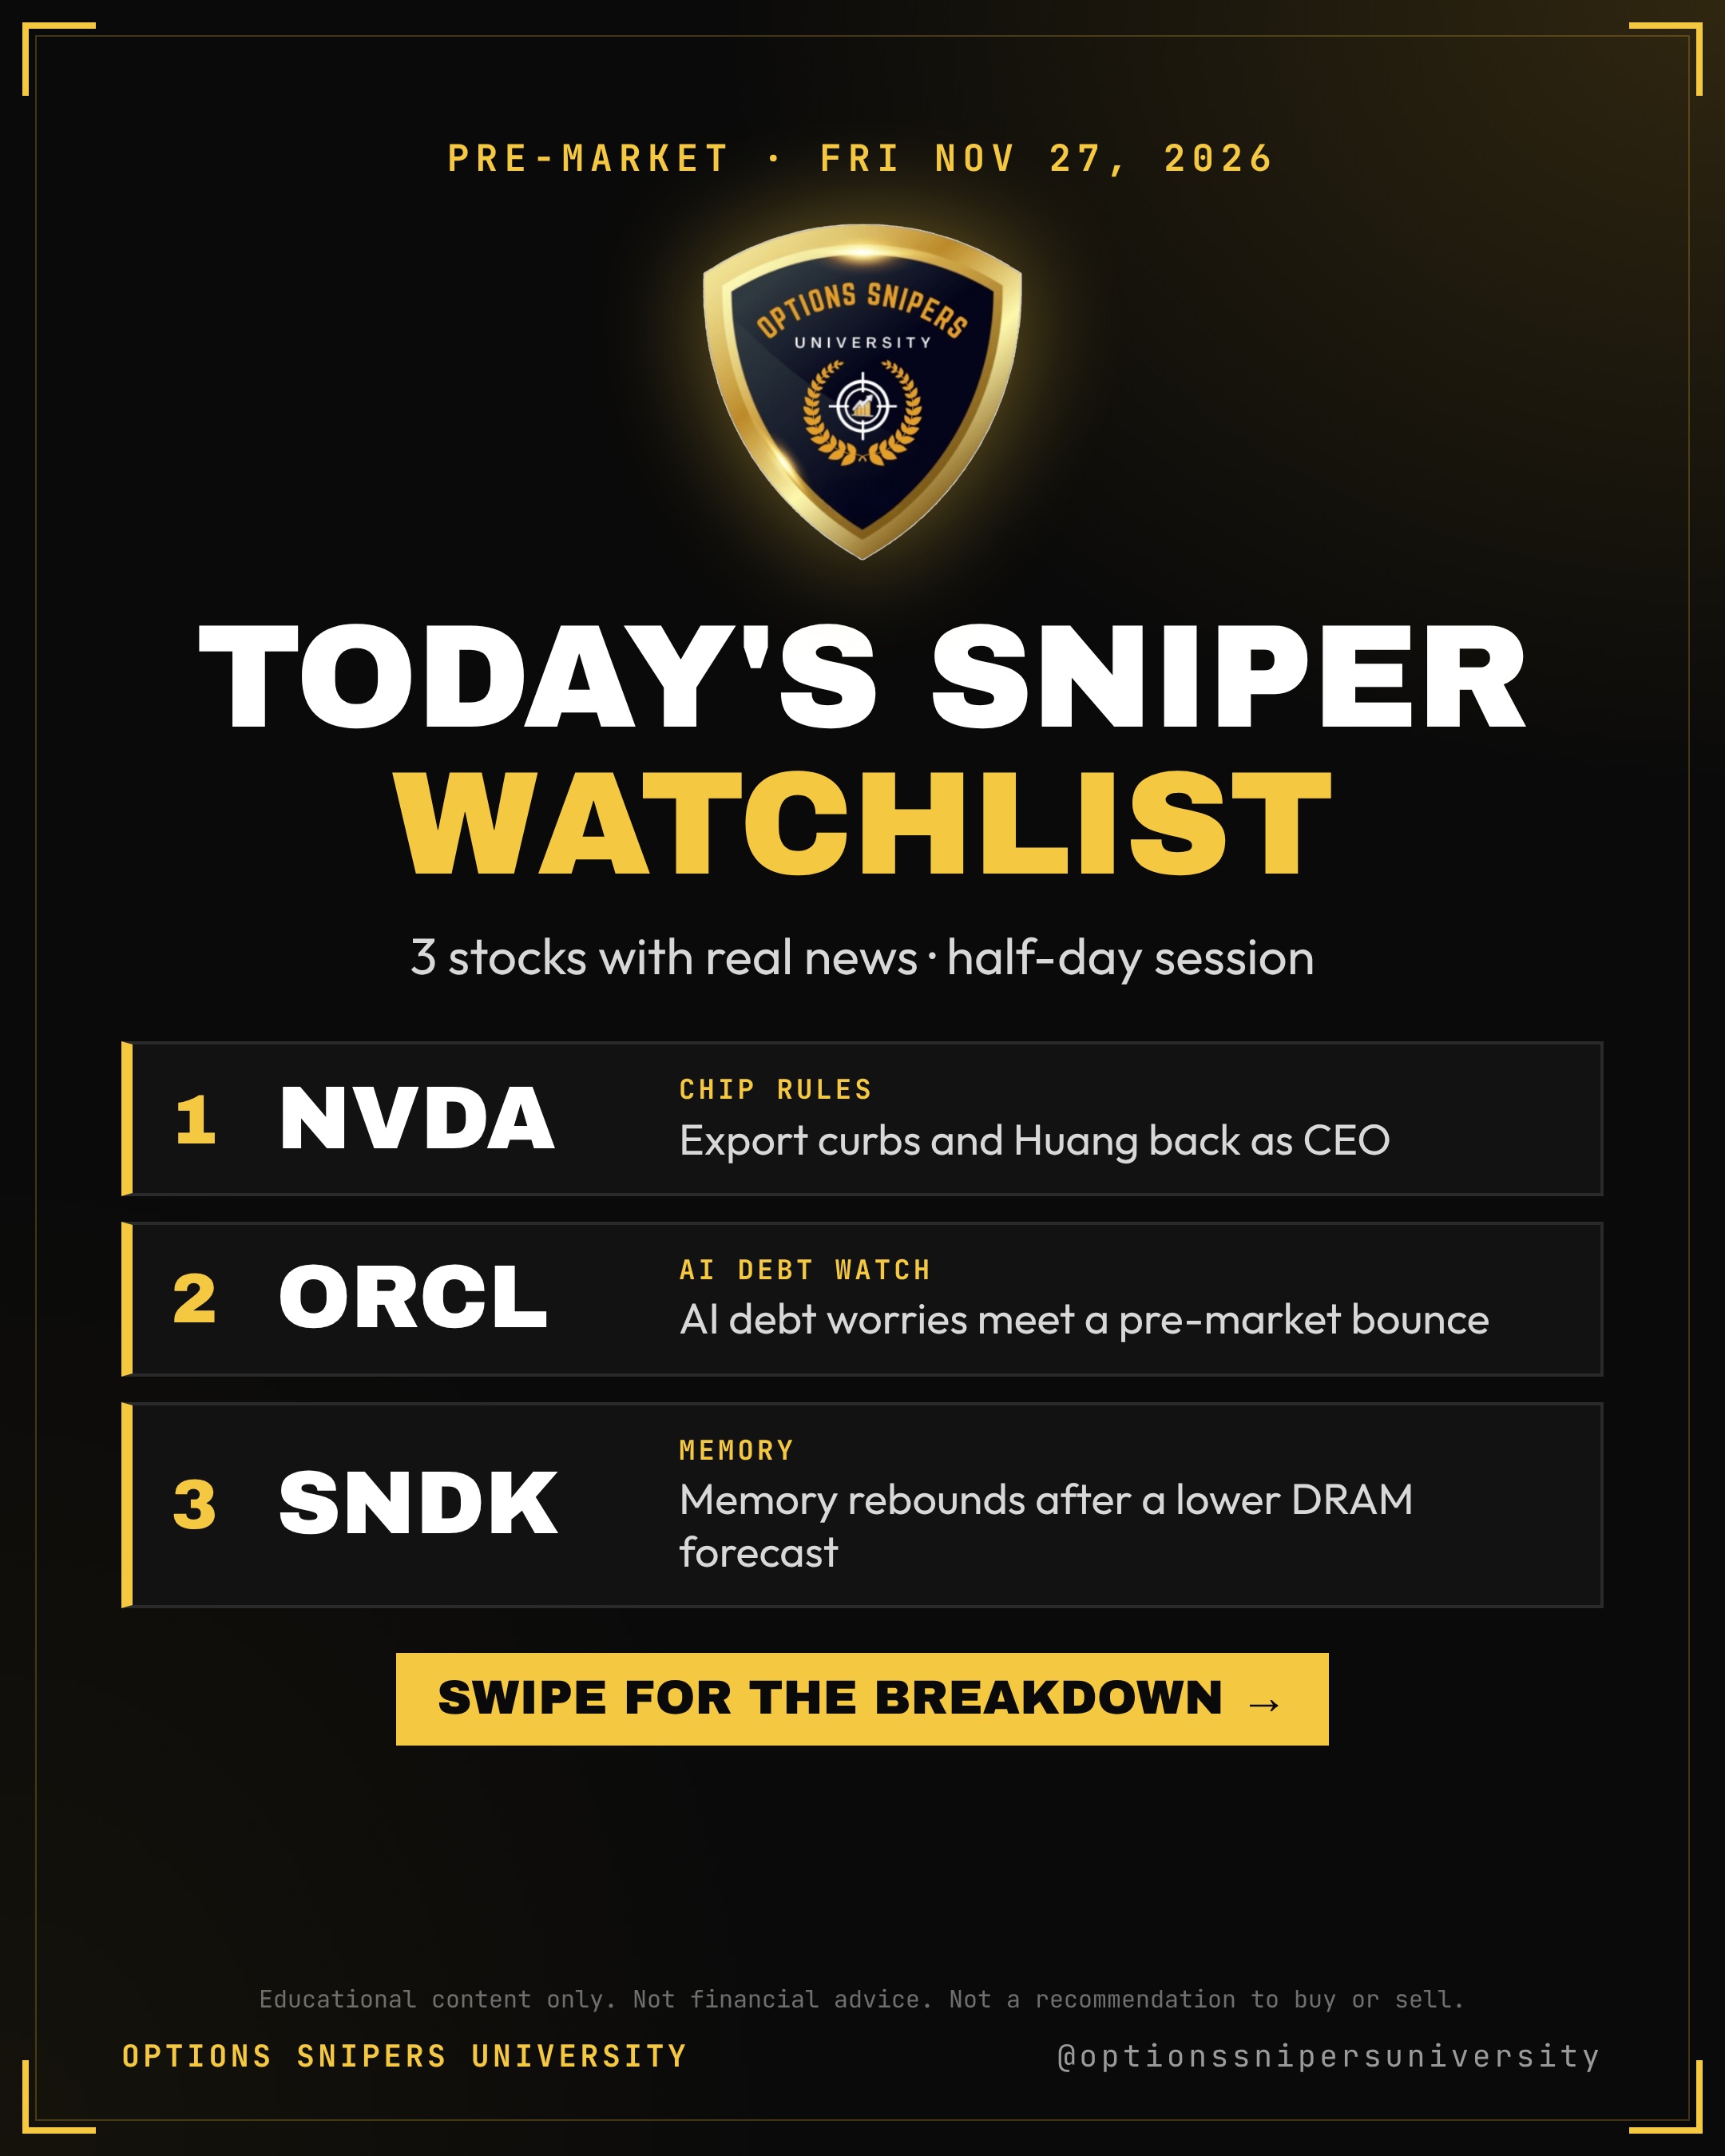 PRE-MARKET · FRI NOV 27, 2026
OPTIONS SNIPERS
UNIVERSITY
TODAY'S SNIPER
WATCHLIST
3 stocks with real news · half-day session
1 NVDA
CHIP RULES
Export curbs and Huang back as CEO
2 ORCL
AI DEBT WATCH
AI debt worries meet a pre-market bounce
3 SNDK
MEMORY
Memory rebounds after a lower DRAM
forecast
SWIPE FOR THE BREAKDOWN →
Educational content only. Not financial advice. Not a recommendation to buy or sell.
OPTIONS SNIPERS UNIVERSITY
@optionssnipersuniversity